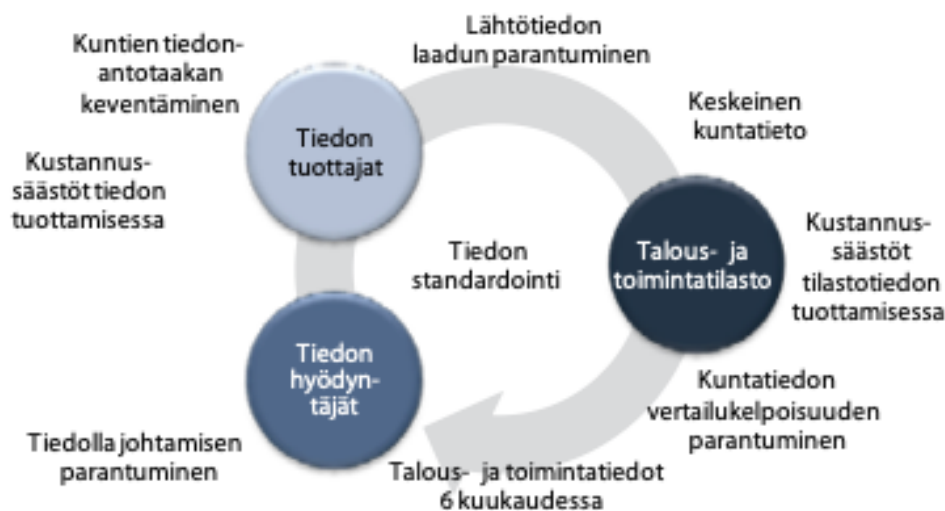 Lähtötiedon
laadun parantuminen
Kuntien tiedon-
antotaakan
keventäminen
Keskeinen
kuntatieto
Tiedon
tuottajat
Kustannus-
säästöt tiedon
tuottamisessa
Kustannus-
säästöt
tilastotiedon
tuottamisessa
Tiedon
standardointi
Talous- ja
toimintatilasto
Tiedon
hyödyn-
täjät
Kuntatiedon
vertailukelpoisuuden
parantuminen
Tiedolla johtamisen
parantuminen
Talous- ja toimintatiedot
6 kuukaudessa